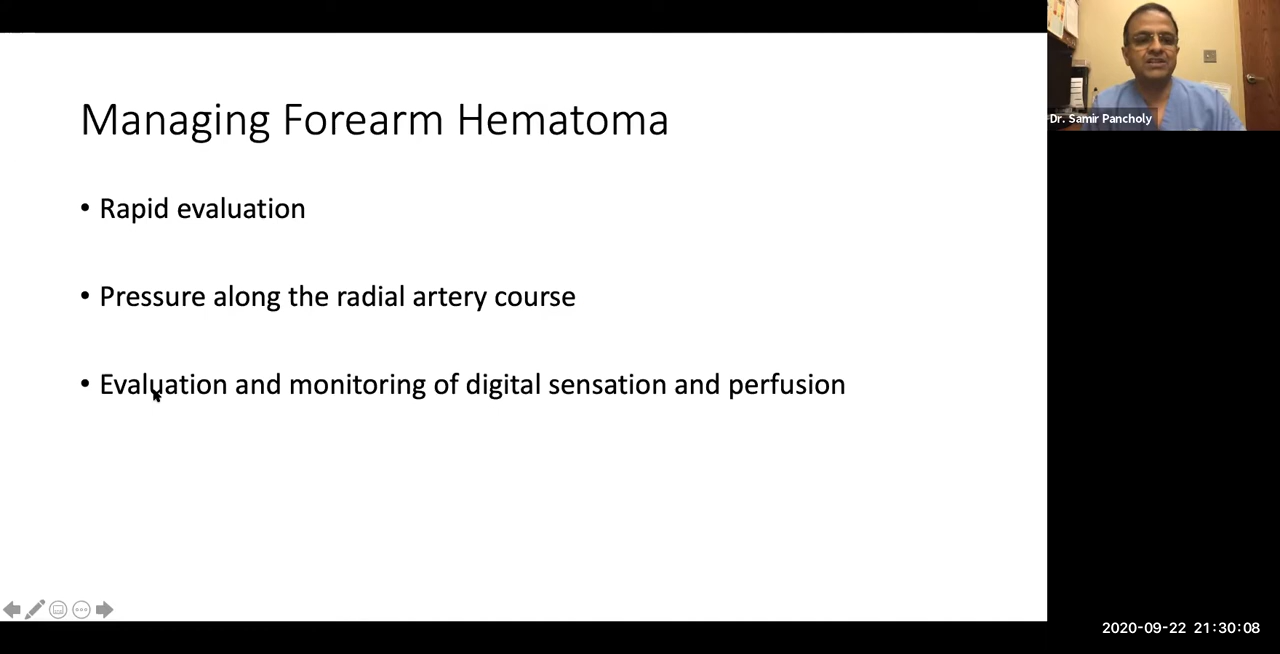 Managing Forearm Hematoma
• Rapid evaluation
• Pressure along the radial artery course
• Evaluation and monitoring of digital sensation and perfusion
Dr. Samir Pancholy
2020-09-22 21:30:08